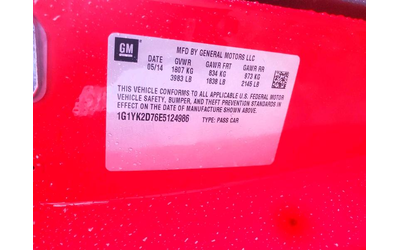 GM
MFD BY GENERAL MOTORS LLC
DATE GVWR GAWR FRT GAWR RR
05/14 1807 KG 834 KG 973 KG
3983 LB 1838 LB 2145 LB
THIS VEHICLE CONFORMS TO ALL APPLICABLE U.S. FEDERAL MOTOR
VEHICLE SAFETY, BUMPER, AND THEFT PREVENTION STANDARDS
IN EFFECT ON THE DATE OF MANUFACTURE SHOWN ABOVE.
1G1YK2D76E5124986 TYPE: PASS CAR